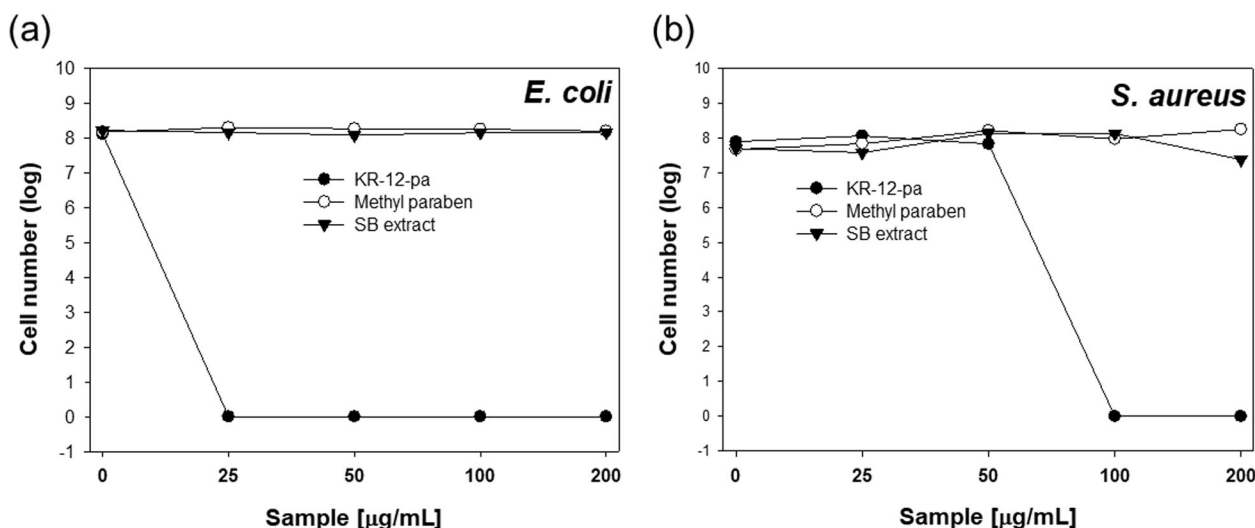 (a)
E. coli
Cell number (log)
10
9
8
7
6
5
4
3
2
1
0
-1
KR-12-pa
Methyl paraben
SB extract
0 25 50 100 200
Sample [µg/mL]
(b)
S. aureus
Cell number (log)
10
9
8
7
6
5
4
3
2
1
0
-1
KR-12-pa
Methyl paraben
SB extract
0 25 50 100 200
Sample [µg/mL]